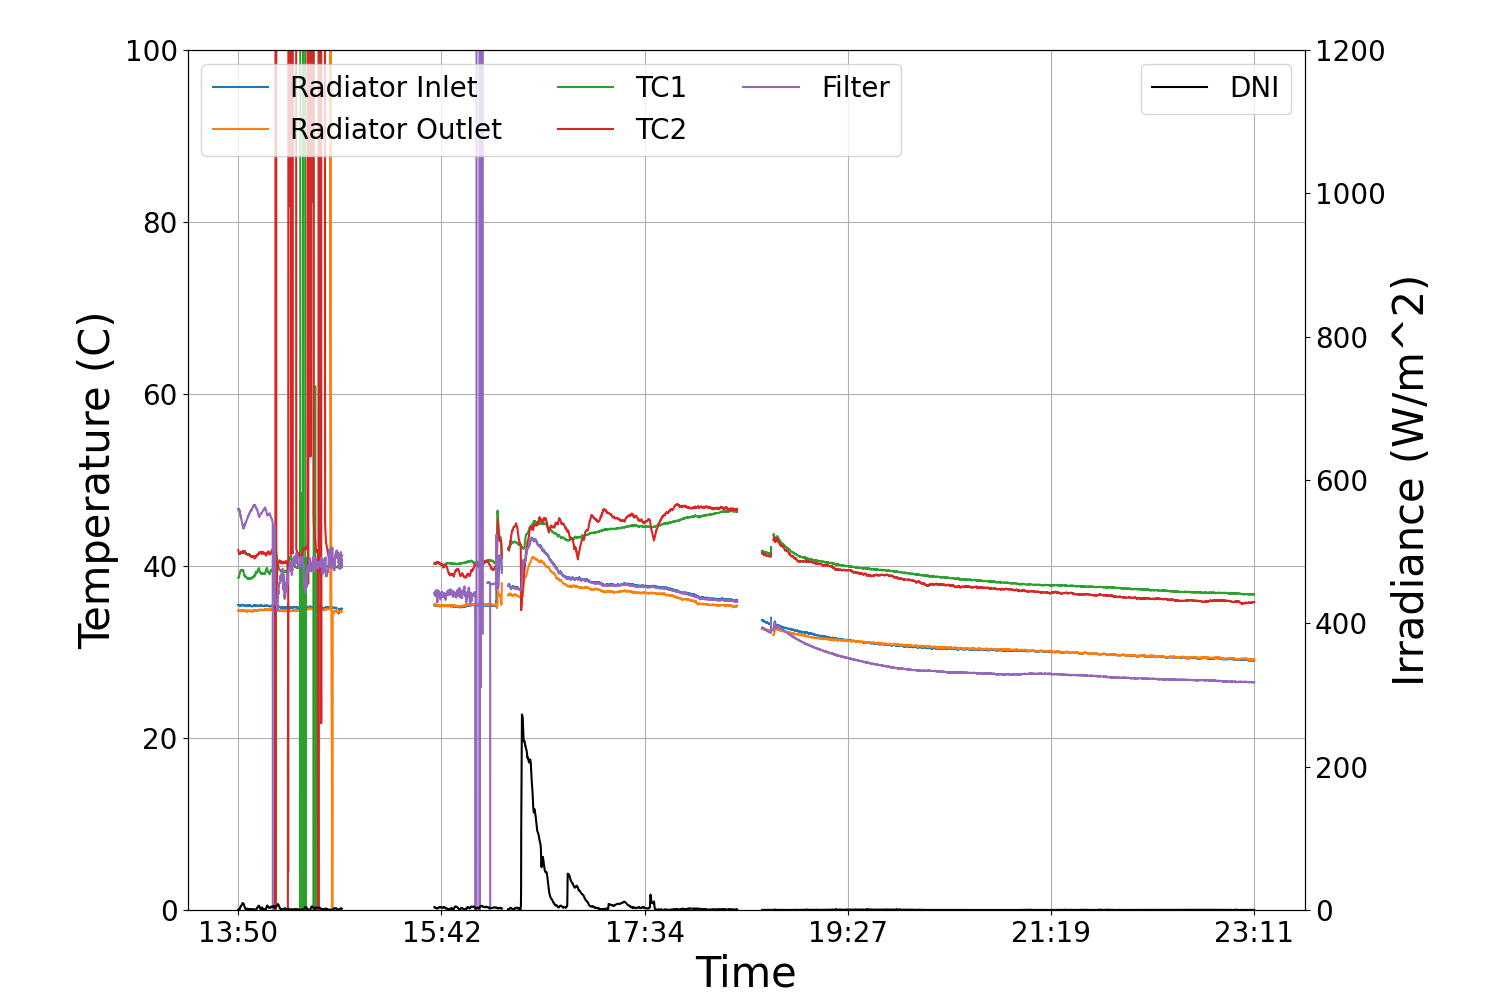 100
80
60
40
20
0
Temperature (C)
Radiator Inlet
Radiator Outlet
TC1
TC2
Filter
DNI
1200
1000
800
600
400
200
0
Irradiance (W/m^2)
13:50
15:42
17:34
19:27
21:19
23:11
Time